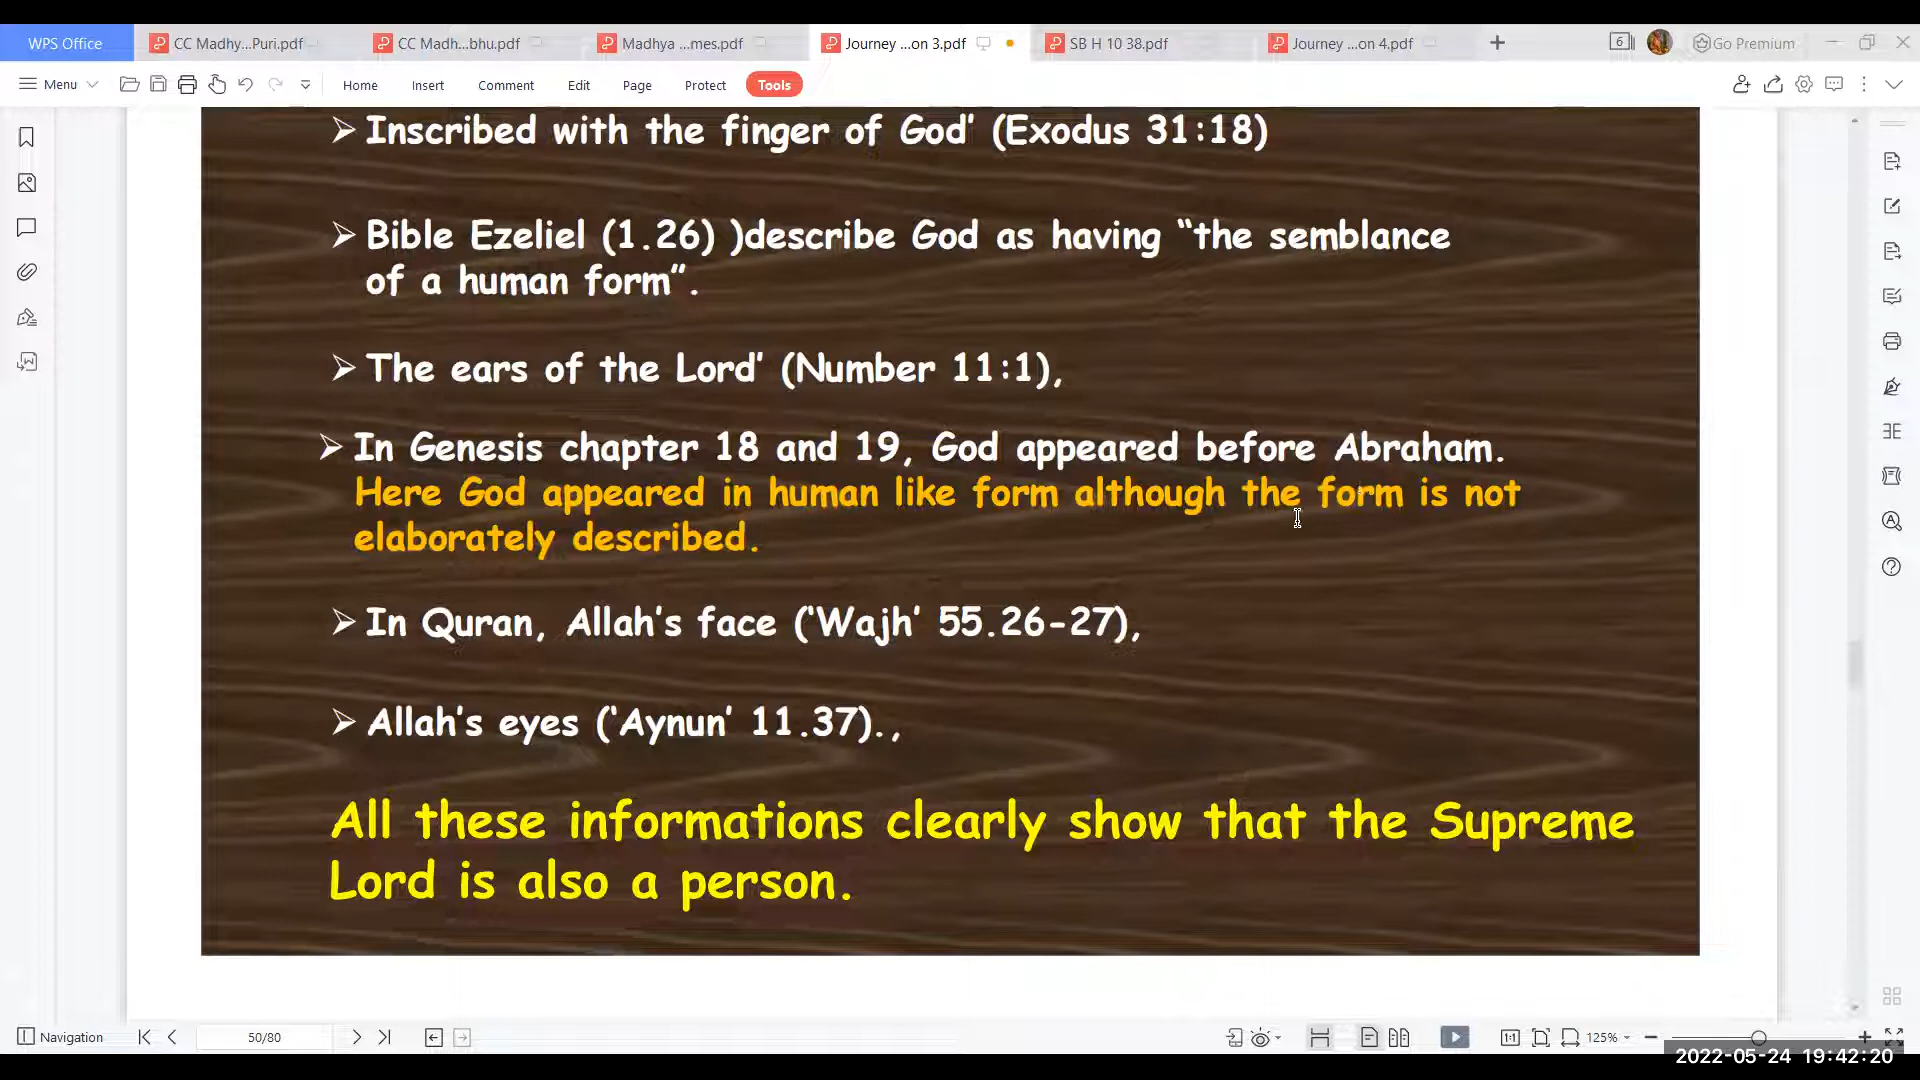 WPS Office
CC Madhy...Puri.pdf
CC Madh...bhu.pdf
Madhya ...mes.pdf
Journey ...on 3.pdf
SB H 10 38.pdf
Journey ...on 4.pdf
6
Go Premium
Menu
Home
Insert
Comment
Edit
Page
Protect
Tools
Inscribed with the finger of God’ (Exodus 31:18)
Bible Ezeliel (1.26) )describe God as having “the semblance
of a human form”.
The ears of the Lord’ (Number 11:1),
In Genesis chapter 18 and 19, God appeared before Abraham.
Here God appeared in human like form although the form is not
elaborately described.
In Quran, Allah’s face (‘Wajh’ 55.26-27),
Allah’s eyes (‘Aynun’ 11.37).,
All these informations clearly show that the Supreme
Lord is also a person.
Navigation
50/80
1:1
125%
2022-05-24 19:42:20